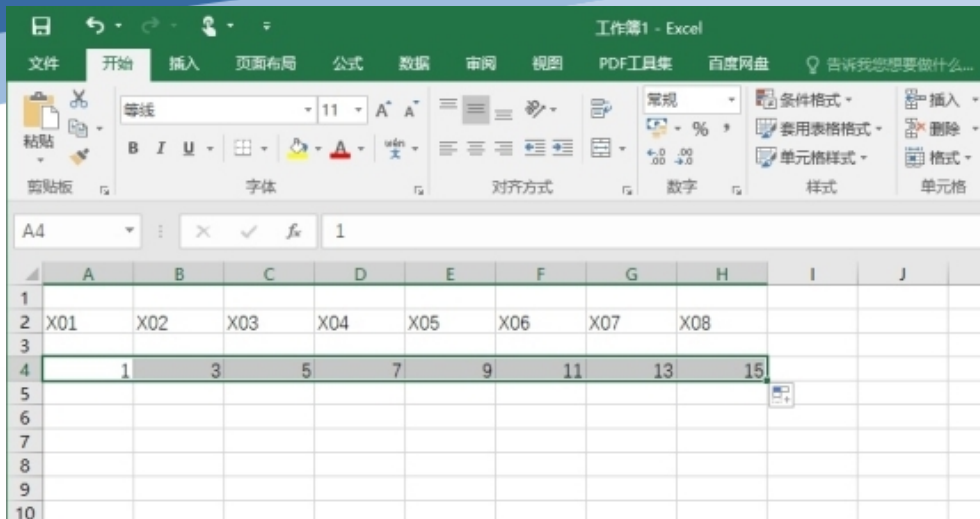 工作簿1 - Excel
文件 开始 插入 页面布局 公式 数据 审阅 视图 PDF工具集 百度网盘 告诉我您想要做什么...
等线 11 A A 常规 条件格式 插入
粘贴 B I U A wén 文 % , 套用表格格式 删除
.0 .00 .00 .0 单元格样式 格式
剪贴板 字体 对齐方式 数字 样式 单元格
A4 fx 1
A B C D E F G H I J
1
2 X01 X02 X03 X04 X05 X06 X07 X08
3
4 1 3 5 7 9 11 13 15
5
6
7
8
9
10